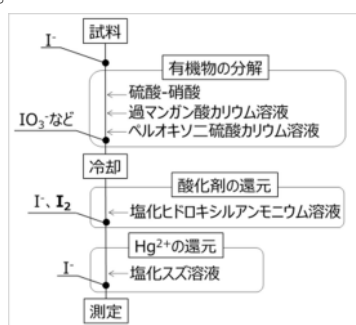 試料
I⁻
有機物の分解
硫酸-硝酸
過マンガン酸カリウム溶液
ペルオキソ二硫酸カリウム溶液
IO₃⁻など
冷却
酸化剤の還元
I⁻、I₂
塩化ヒドロキシルアンモニウム溶液
Hg²⁺の還元
I⁻
塩化スズ溶液
測定